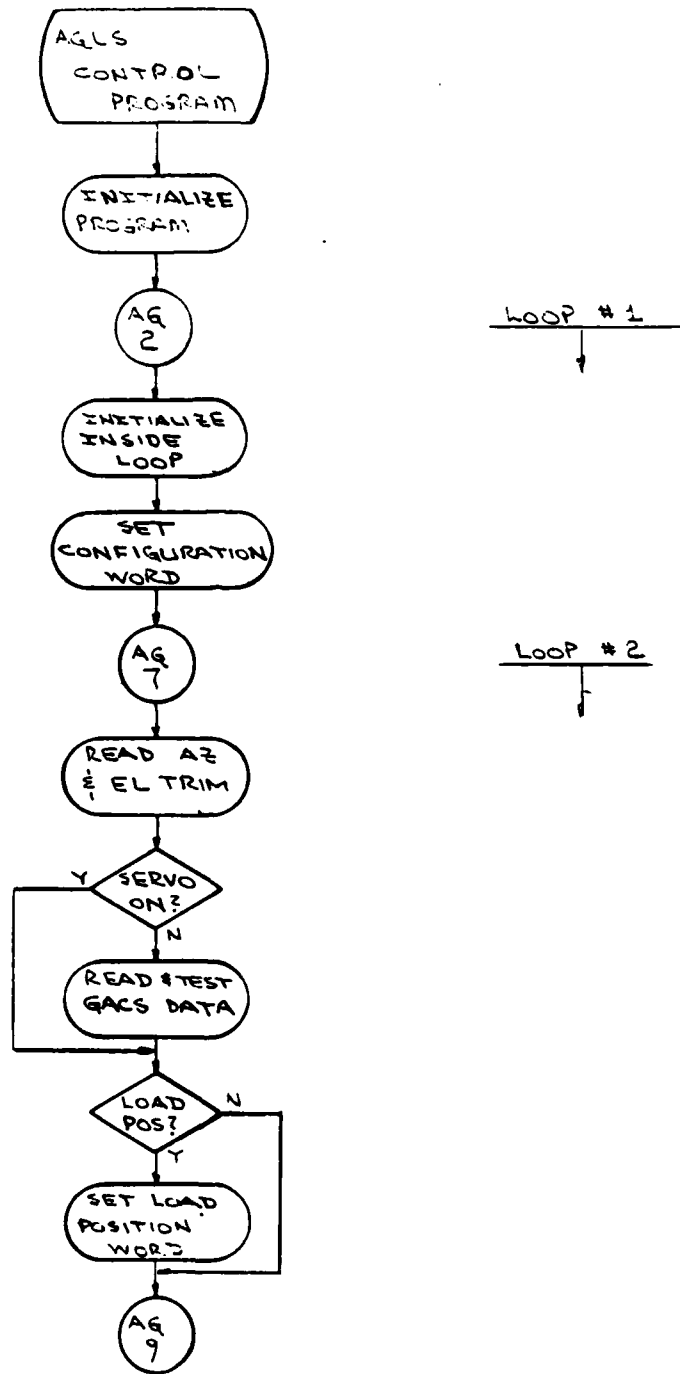 AGLS
CONTROL
PROGRAM
INITIALIZE
PROGRAM
AG
2
LOOP #1
INITIALIZE
INSIDE
LOOP
SET
CONFIGURATION
WORD
AG
7
LOOP #2
READ AZ
& EL TRIM
Y
SERVO
ON?
N
READ & TEST
GACS DATA
LOAD
POS?
N
Y
SET LOAD
POSITION
WORD
AG
9